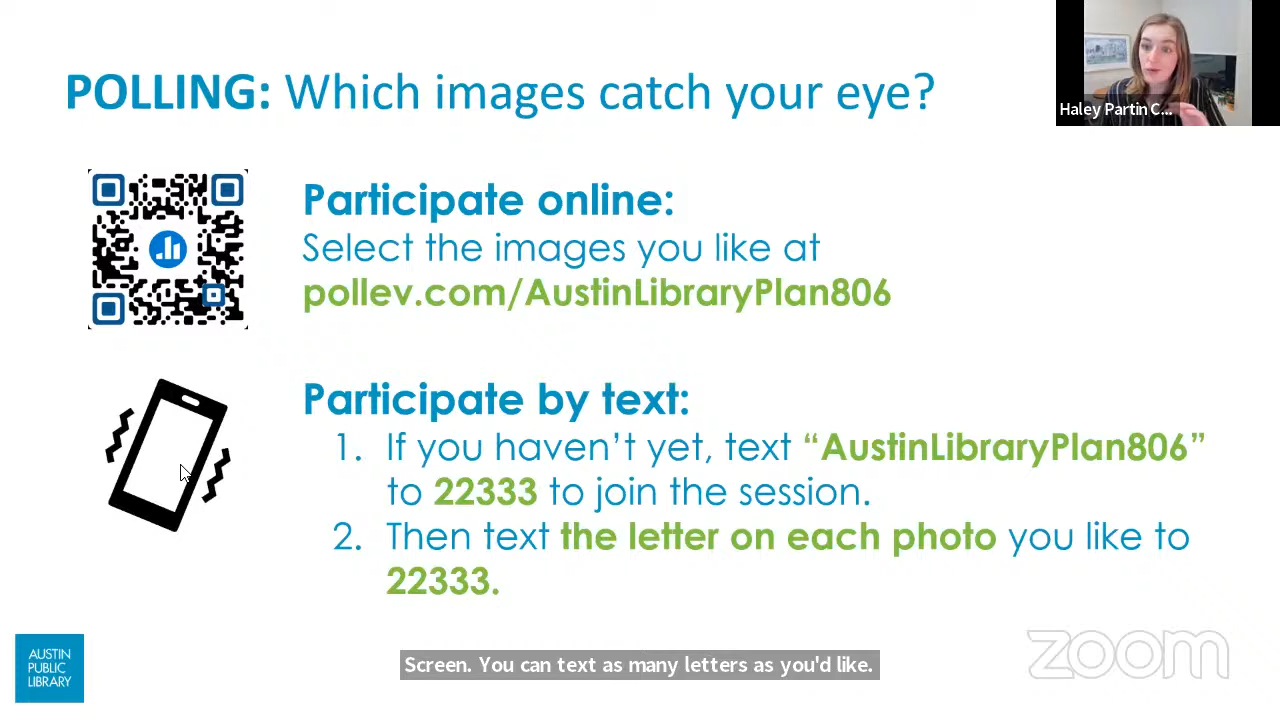 POLLING: Which images catch your eye?
Haley Partin C...
Participate online:
Select the images you like at
pollev.com/AustinLibraryPlan806
Participate by text:
1. If you haven’t yet, text “AustinLibraryPlan806”
to 22333 to join the session.
2. Then text the letter on each photo you like to
22333.
AUSTIN
PUBLIC
LIBRARY
Screen. You can text as many letters as you'd like.
zoom